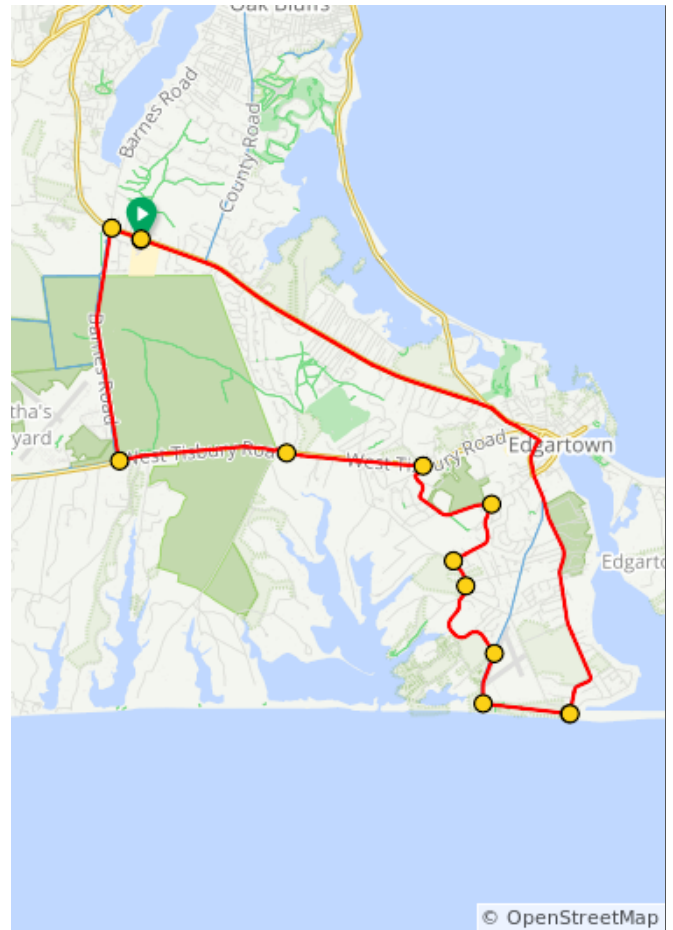 Oak Bluffs
Barnes Road
County Road
Barnes Road
tha's
yard
West Tisbury Road
West Tisbury Road
Edgartown
Edgarto
© OpenStreetMap